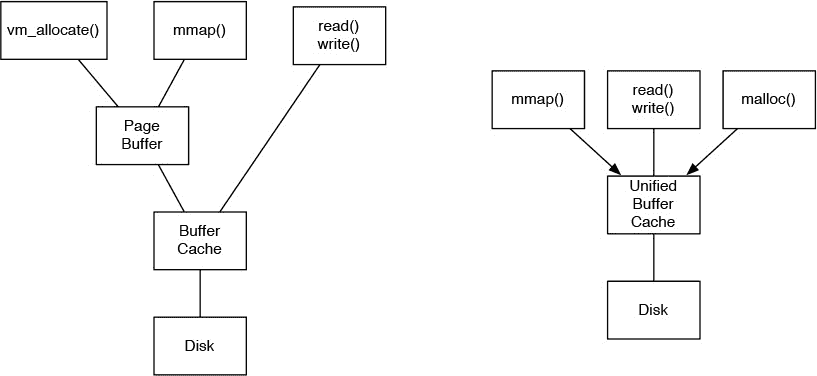 vm_allocate()
mmap()
read()
write()
Page
Buffer
Buffer
Cache
Disk
mmap()
read()
write()
malloc()
Unified
Buffer
Cache
Disk